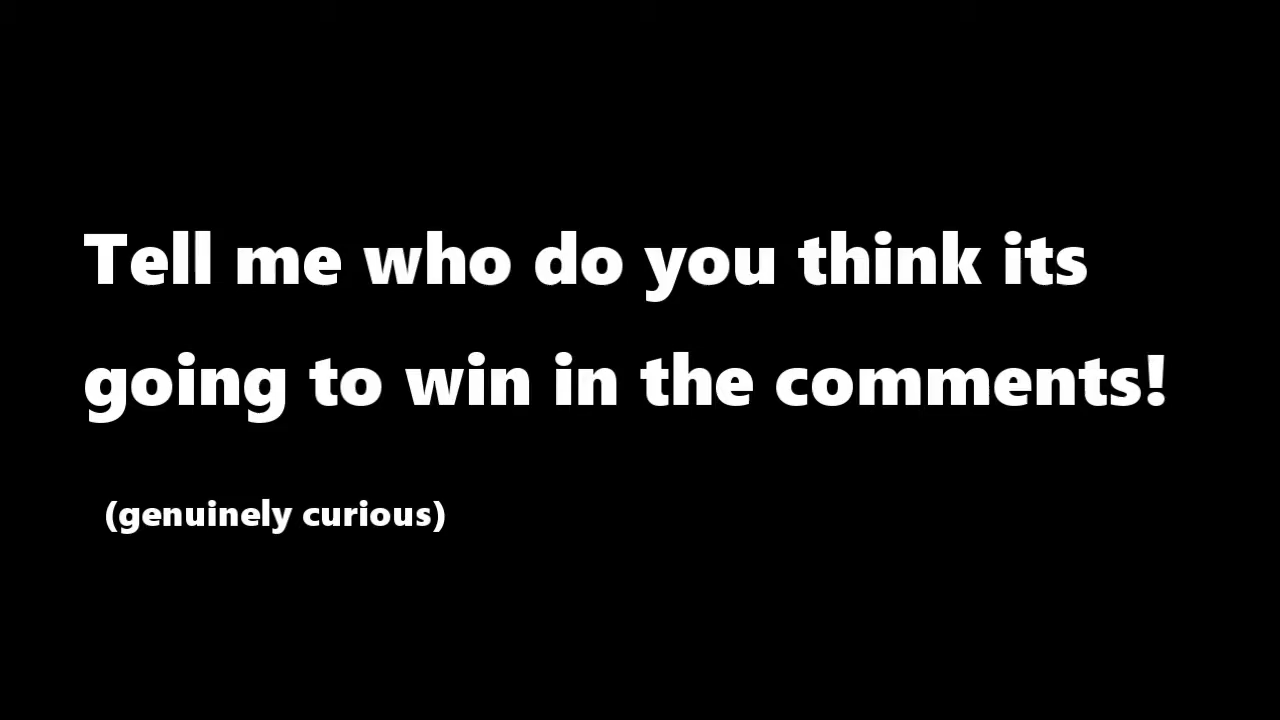 Tell me who do you think its
going to win in the comments!
(genuinely curious)